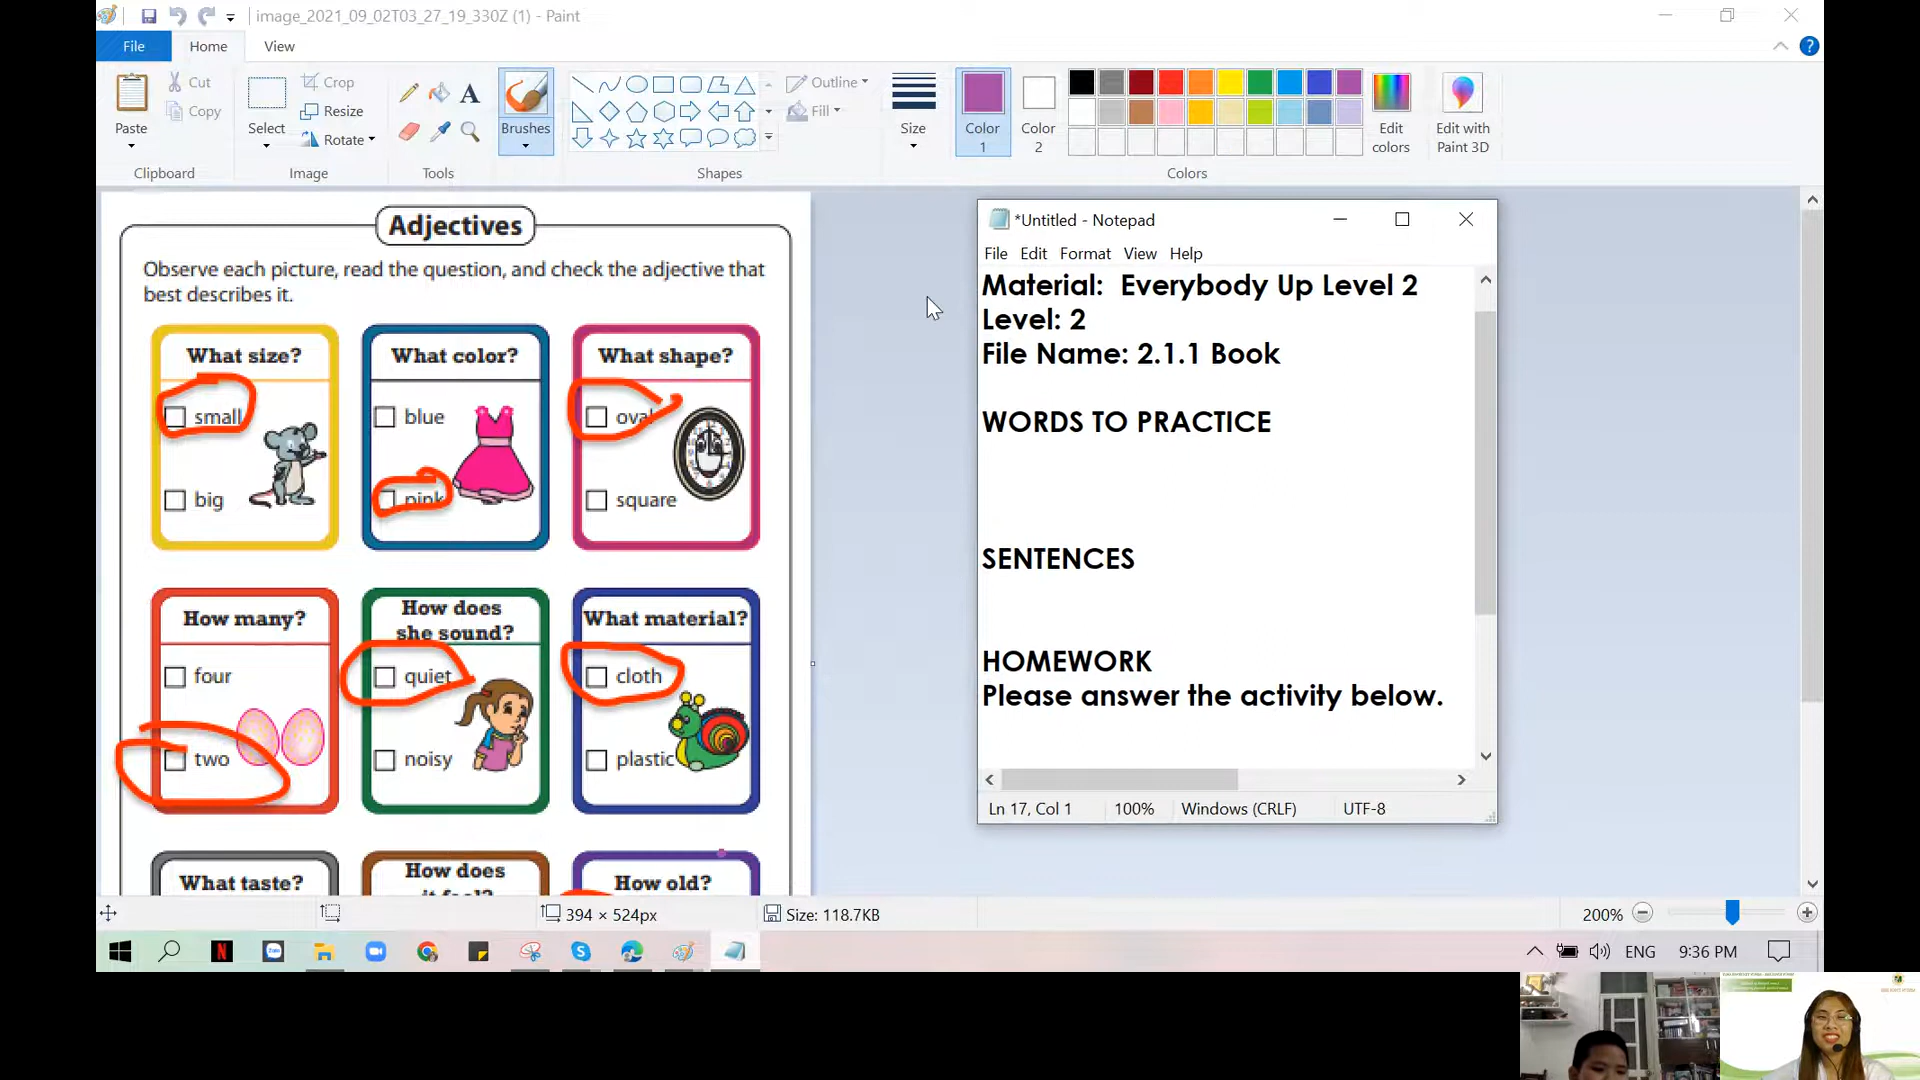 image_2021_09_02T03_27_19_330Z (1) - Paint
File Home View
Paste
Cut
Copy
Clipboard
Select
Crop
Resize
Rotate
Image
Tools
Brushes
Shapes
Outline
Fill
Size
Color 1
Color 2
Colors
Edit colors
Edit with Paint 3D
Adjectives
Observe each picture, read the question, and check the adjective that
best describes it.
What size?
small
big
What color?
blue
pink
What shape?
oval
square
How many?
four
two
How does
she sound?
quiet
noisy
What material?
cloth
plastic
What taste?
How does
it feel?
How old?
*Untitled - Notepad
File Edit Format View Help
Material: Everybody Up Level 2
Level: 2
File Name: 2.1.1 Book
WORDS TO PRACTICE
SENTENCES
HOMEWORK
Please answer the activity below.
Ln 17, Col 1 100% Windows (CRLF) UTF-8
394 × 524px Size: 118.7KB 200%
ENG 9:36 PM